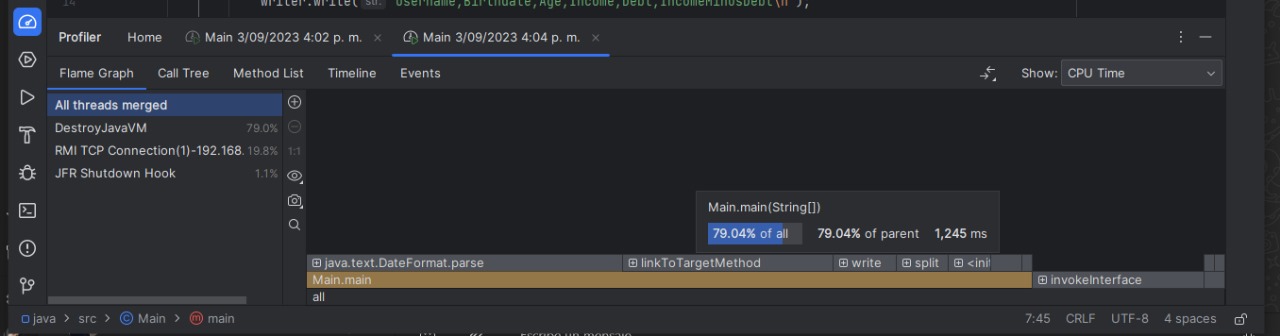 14 writer.write( str: "Username,Birthdate,Age,Income,Debt,IncomeMinusDebt\n");
Profiler Home Main 3/09/2023 4:02 p. m. × Main 3/09/2023 4:04 p. m. ×
Flame Graph Call Tree Method List Timeline Events Show: CPU Time
All threads merged
DestroyJavaVM 79.0%
RMI TCP Connection(1)-192.168. 19.8%
JFR Shutdown Hook 1.1%
1:1
Main.main(String[])
79.04% of all 79.04% of parent 1,245 ms
java.text.DateFormat.parse linkToTargetMethod write split <init
Main.main invokeInterface
all
java > src > Main > main 7:45 CRLF UTF-8 4 spaces
Escribe un mensaje